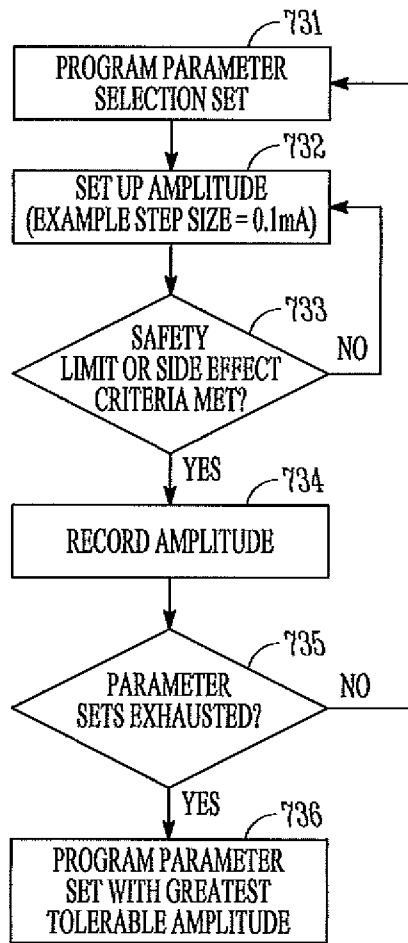 731
PROGRAM PARAMETER
SELECTION SET
732
SET UP AMPLITUDE
(EXAMPLE STEP SIZE = 0.1mA)
733
SAFETY
LIMIT OR SIDE EFFECT
CRITERIA MET?
NO
YES
734
RECORD AMPLITUDE
735
PARAMETER
SETS EXHAUSTED?
NO
YES
736
PROGRAM PARAMETER
SET WITH GREATEST
TOLERABLE AMPLITUDE